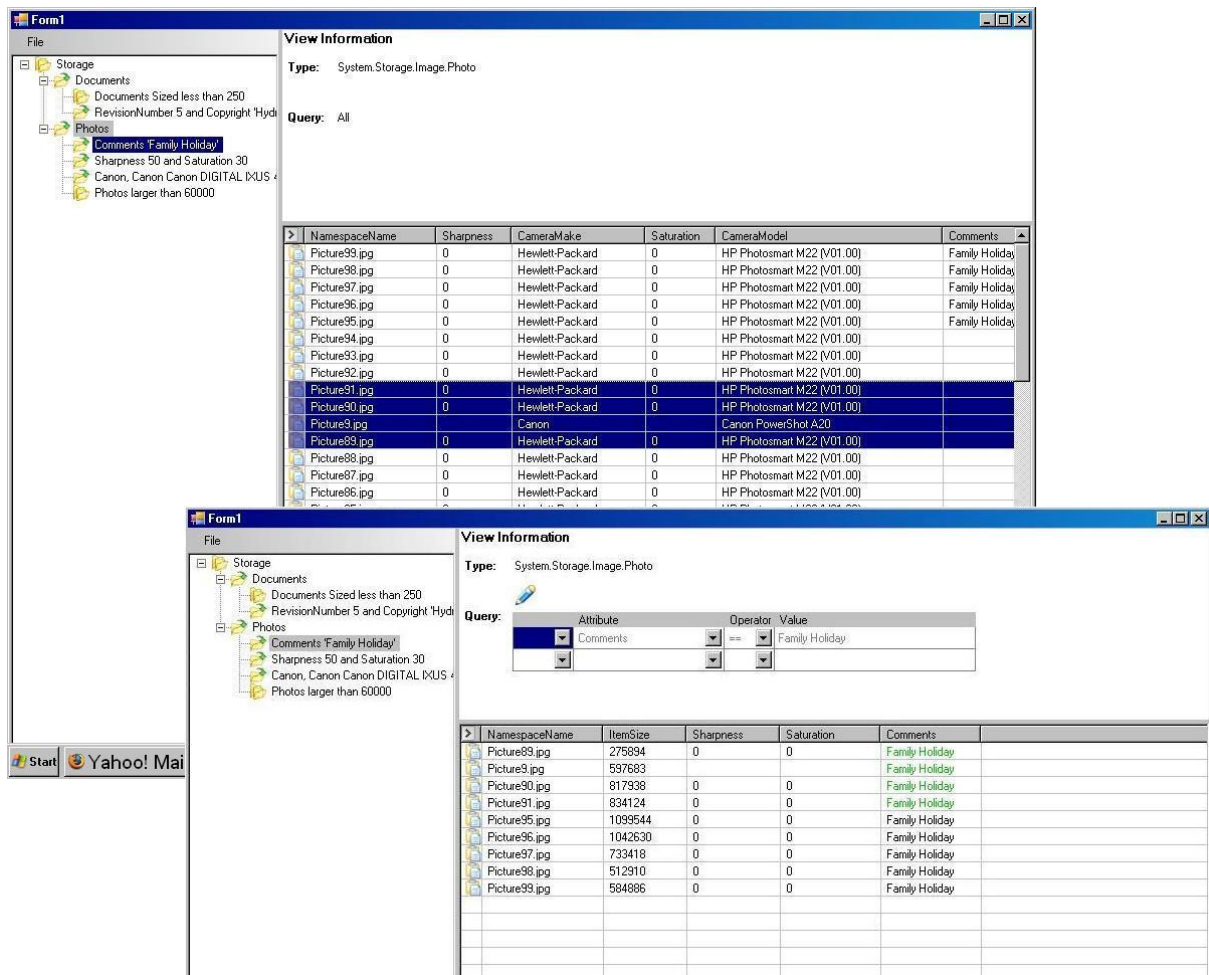 Form1
File
Storage
Documents
Documents Sized less than 250
RevisionNumber 5 and Copyright 'Hydr
Photos
Comments 'Family Holiday'
Sharpness 50 and Saturation 30
Canon, Canon Canon DIGITAL IXUS 4
Photos larger than 60000
View Information
Type: System.Storage.Image.Photo
Query: All
NamespaceName Sharpness CameraMake Saturation CameraModel Comments
Picture99.jpg 0 Hewlett-Packard 0 HP Photosmart M22 (V01.00) Family Holiday
Picture98.jpg 0 Hewlett-Packard 0 HP Photosmart M22 (V01.00) Family Holiday
Picture97.jpg 0 Hewlett-Packard 0 HP Photosmart M22 (V01.00) Family Holiday
Picture96.jpg 0 Hewlett-Packard 0 HP Photosmart M22 (V01.00) Family Holiday
Picture95.jpg 0 Hewlett-Packard 0 HP Photosmart M22 (V01.00) Family Holiday
Picture94.jpg 0 Hewlett-Packard 0 HP Photosmart M22 (V01.00)
Picture93.jpg 0 Hewlett-Packard 0 HP Photosmart M22 (V01.00)
Picture92.jpg 0 Hewlett-Packard 0 HP Photosmart M22 (V01.00)
Picture91.jpg 0 Hewlett-Packard 0 HP Photosmart M22 (V01.00)
Picture90.jpg 0 Hewlett-Packard 0 HP Photosmart M22 (V01.00)
Picture9.jpg Canon Canon PowerShot A20
Picture89.jpg 0 Hewlett-Packard 0 HP Photosmart M22 (V01.00)
Picture88.jpg 0 Hewlett-Packard 0 HP Photosmart M22 (V01.00)
Picture87.jpg 0 Hewlett-Packard 0 HP Photosmart M22 (V01.00)
Picture86.jpg 0 Hewlett-Packard 0 HP Photosmart M22 (V01.00)
Start Yahoo! Mai
Form1
File
Storage
Documents
Documents Sized less than 250
RevisionNumber 5 and Copyright 'Hydr
Photos
Comments 'Family Holiday'
Sharpness 50 and Saturation 30
Canon, Canon Canon DIGITAL IXUS 4
Photos larger than 60000
View Information
Type: System.Storage.Image.Photo
Query:
Attribute Operator Value
Comments == Family Holiday
NamespaceName ItemSize Sharpness Saturation Comments
Picture89.jpg 275894 0 0 Family Holiday
Picture9.jpg 597683 Family Holiday
Picture90.jpg 817938 0 0 Family Holiday
Picture91.jpg 834124 0 0 Family Holiday
Picture95.jpg 1099544 0 0 Family Holiday
Picture96.jpg 1042630 0 0 Family Holiday
Picture97.jpg 733418 0 0 Family Holiday
Picture98.jpg 512910 0 0 Family Holiday
Picture99.jpg 584886 0 0 Family Holiday